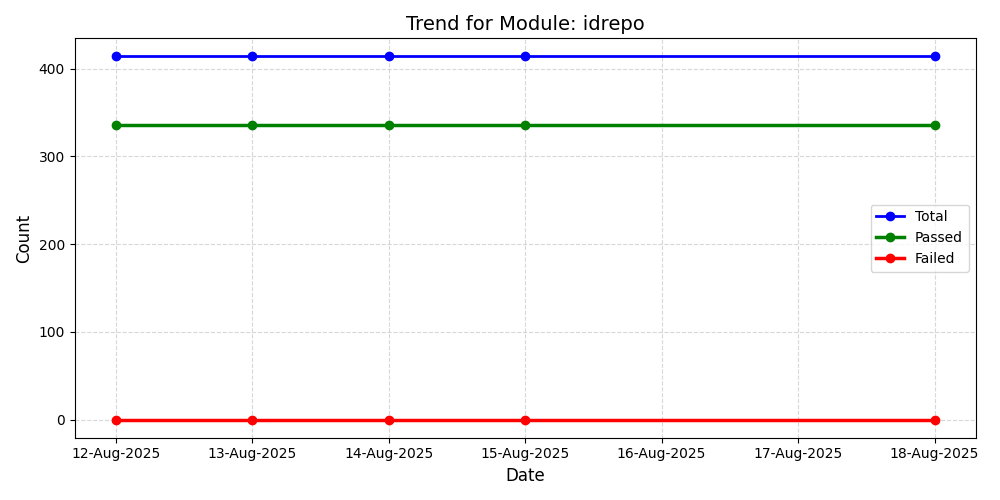 Trend for Module: idrepo
400
300
200
100
0
Count
Total
Passed
Failed
12-Aug-2025
13-Aug-2025
14-Aug-2025
15-Aug-2025
16-Aug-2025
17-Aug-2025
18-Aug-2025
Date